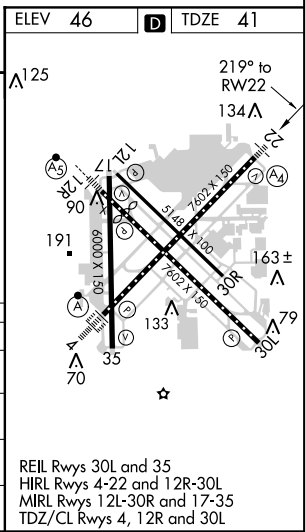 ELEV 46
D
TDZE 41
125
219° to
RW22
134
22
A5
12L
P
V
A4
17
12R
90
V
P
7602 X 150
5148 X 100
6000 X 150
191
163 ±
30R
7602 X 150
A
P
133
79
P
30L
4
V
35
70
REIL Rwys 30L and 35
HIRL Rwys 4-22 and 12R-30L
MIRL Rwys 12L-30R and 17-35
TDZ/CL Rwys 4, 12R and 30L